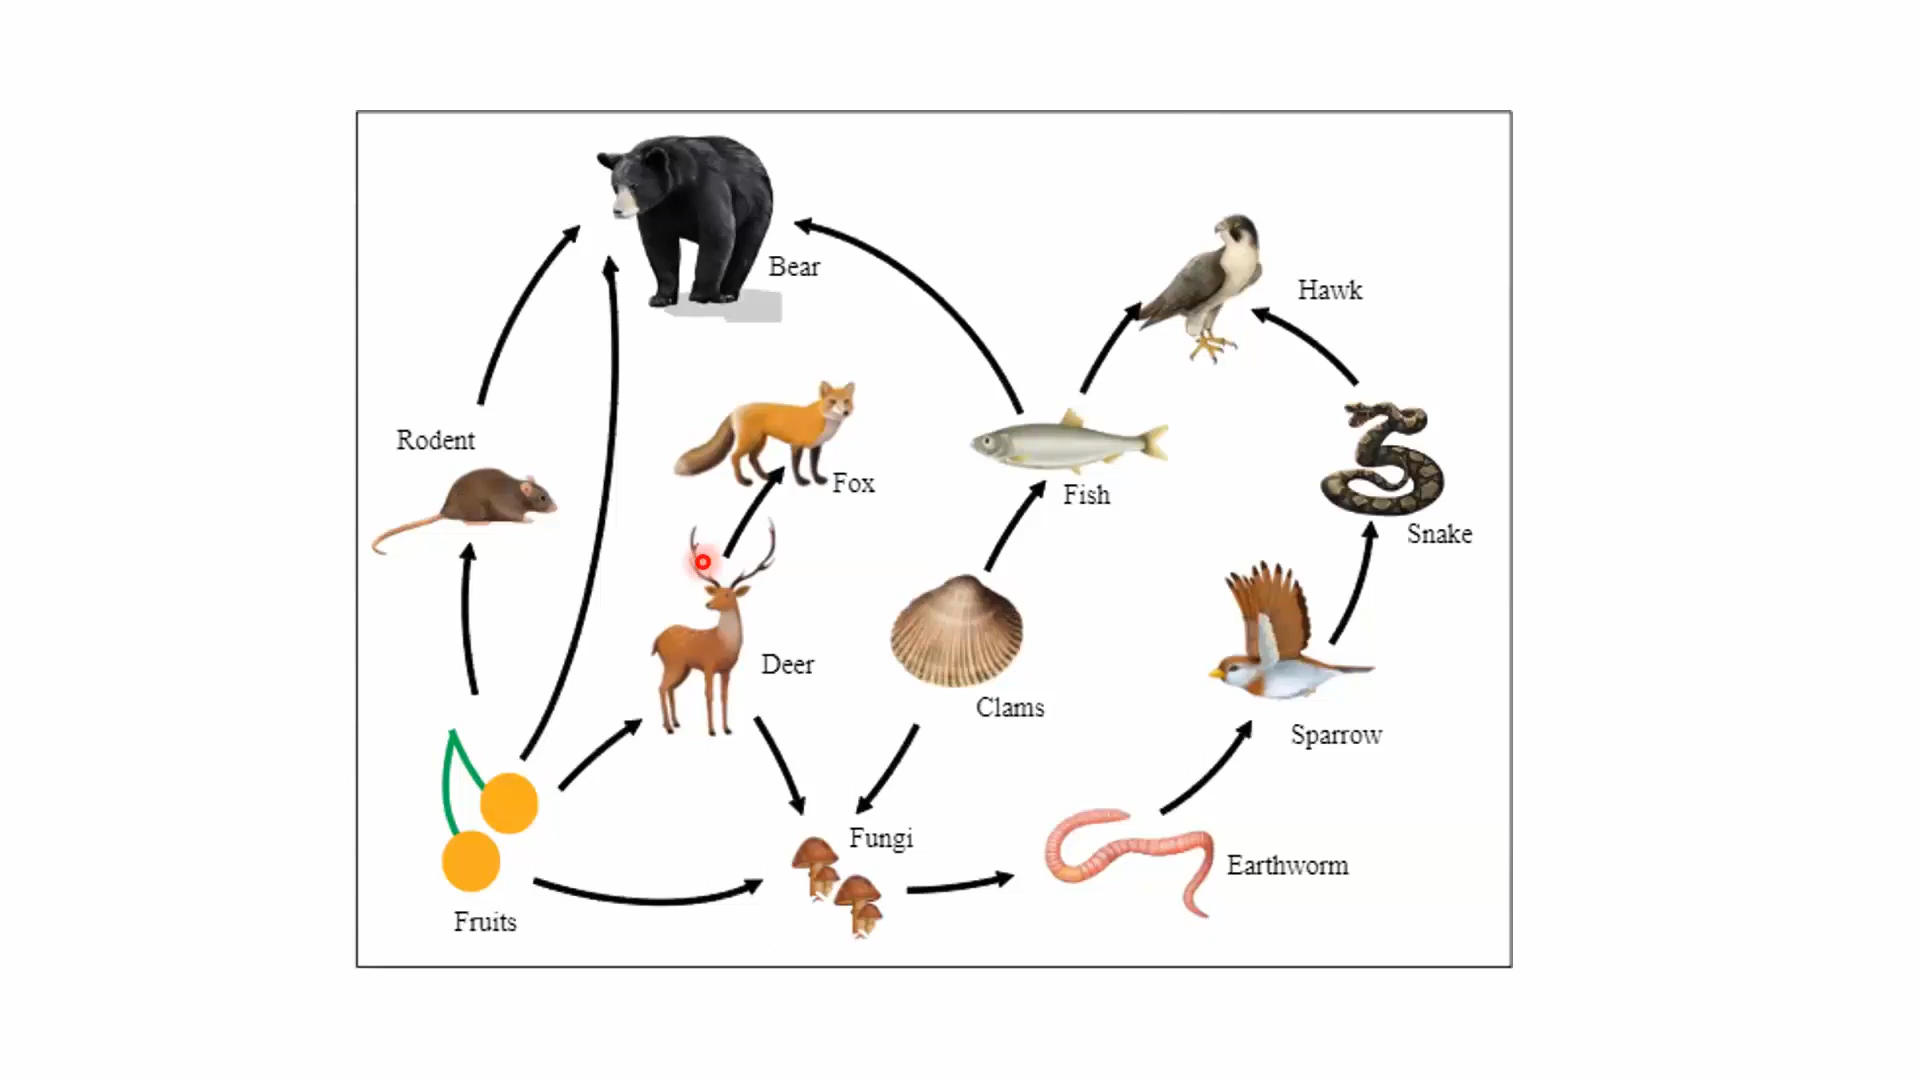 Bear
Hawk
Rodent
Fox
Fish
Snake
Deer
Clams
Sparrow
Fungi
Earthworm
Fruits